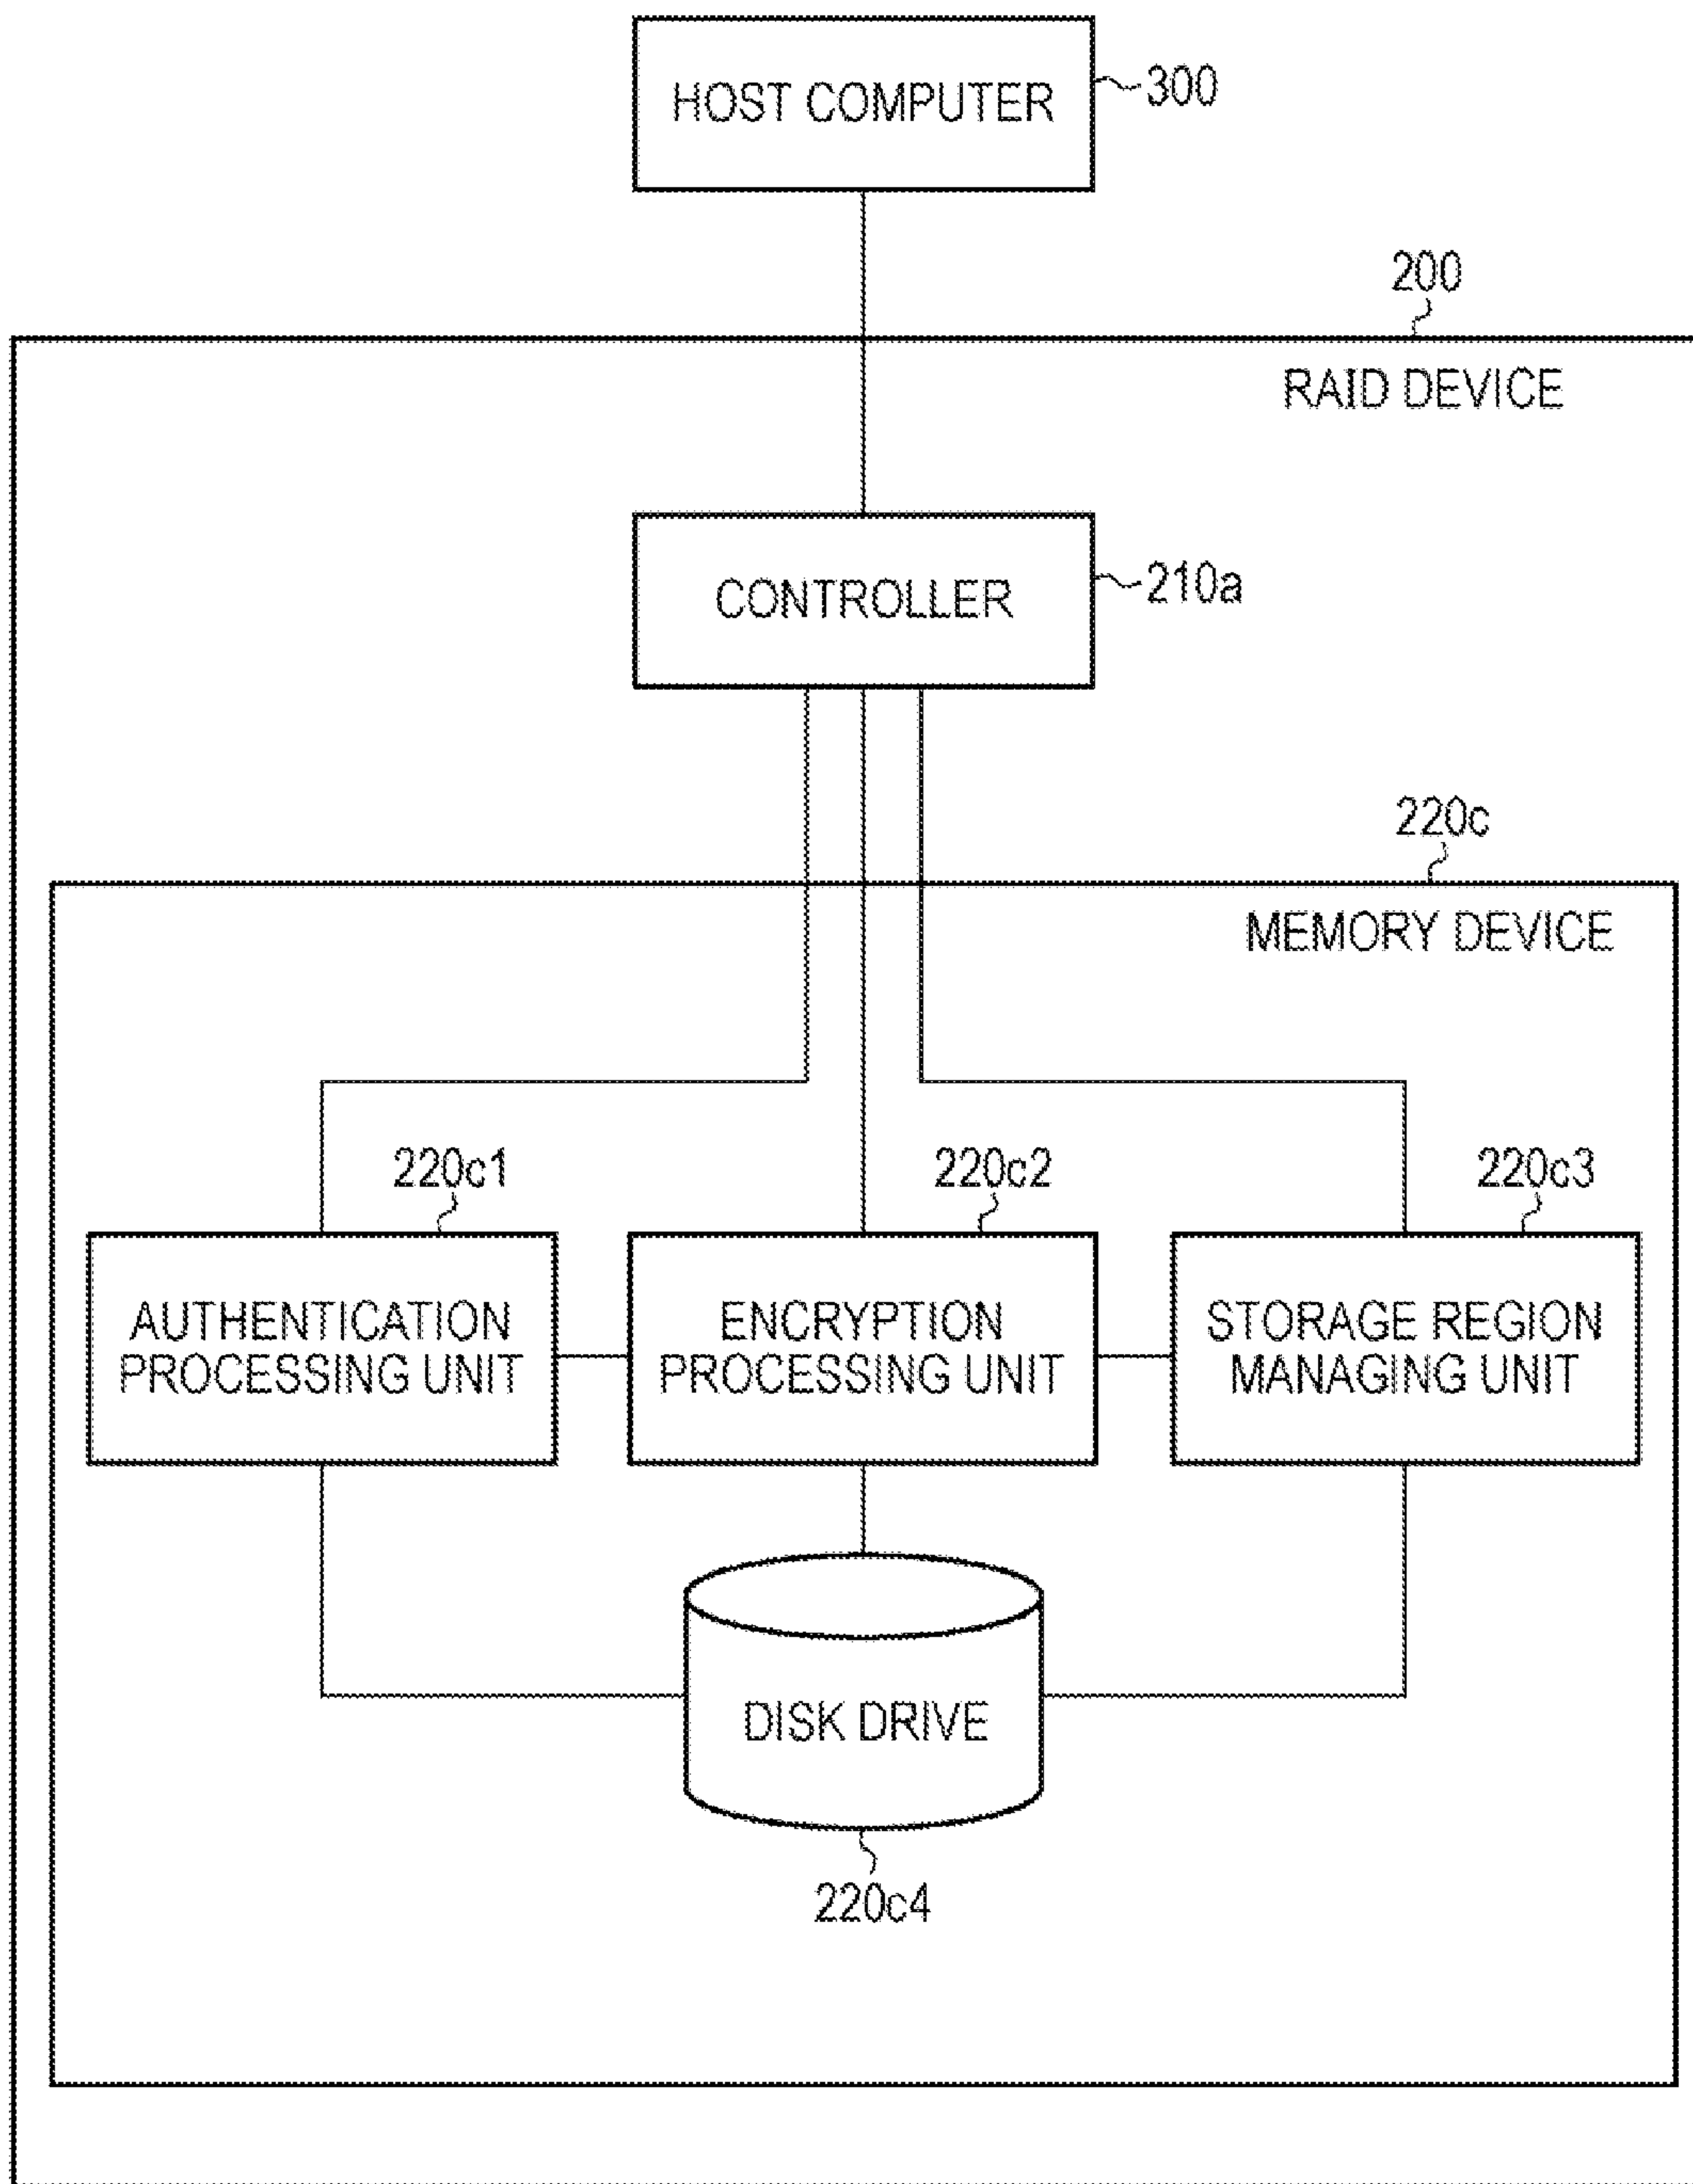 HOST COMPUTER
300
200
RAID DEVICE
CONTROLLER
210a
220c
MEMORY DEVICE
220c1
220c2
220c3
AUTHENTICATION
PROCESSING UNIT
ENCRYPTION
PROCESSING UNIT
STORAGE REGION
MANAGING UNIT
DISK DRIVE
220c4